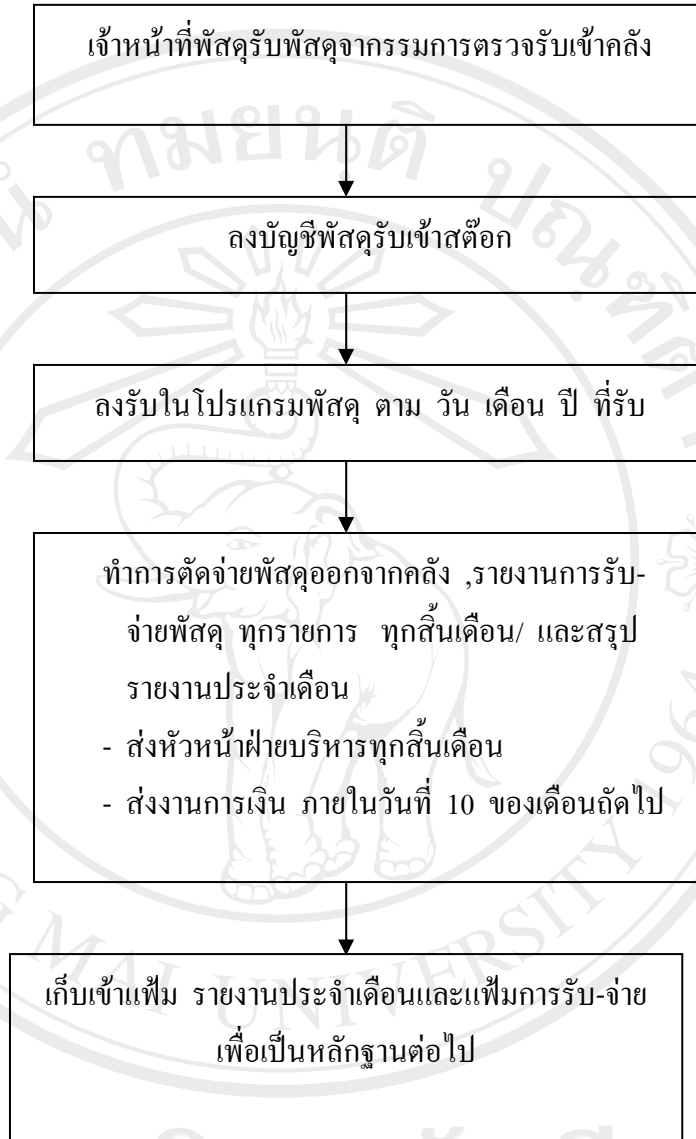 เจ้าหน้าที่พัสดุรับพัสดุจากรรมการตรวจรับเข้าคลัง
ลงบัญชีพัสดุรับเข้าสต๊อก
ลงรับในโปรแกรมพัสดุ ตาม วัน เดือน ปี ที่รับ
ทำการตัดจ่ายพัสดุออกจากคลัง ,รายงานการรับ-
จ่ายพัสดุ ทุกรายการ ทุกสิ้นเดือน/ และสรุป
รายงานประจำเดือน
- ส่งหัวหน้าฝ่ายบริหารทุกสิ้นเดือน
- ส่งงานการเงิน ภายในวันที่ 10 ของเดือนถัดไป
เก็บเข้าแฟ้ม รายงานประจำเดือนและแฟ้มการรับ-จ่าย
เพื่อเป็นหลักฐานต่อไป